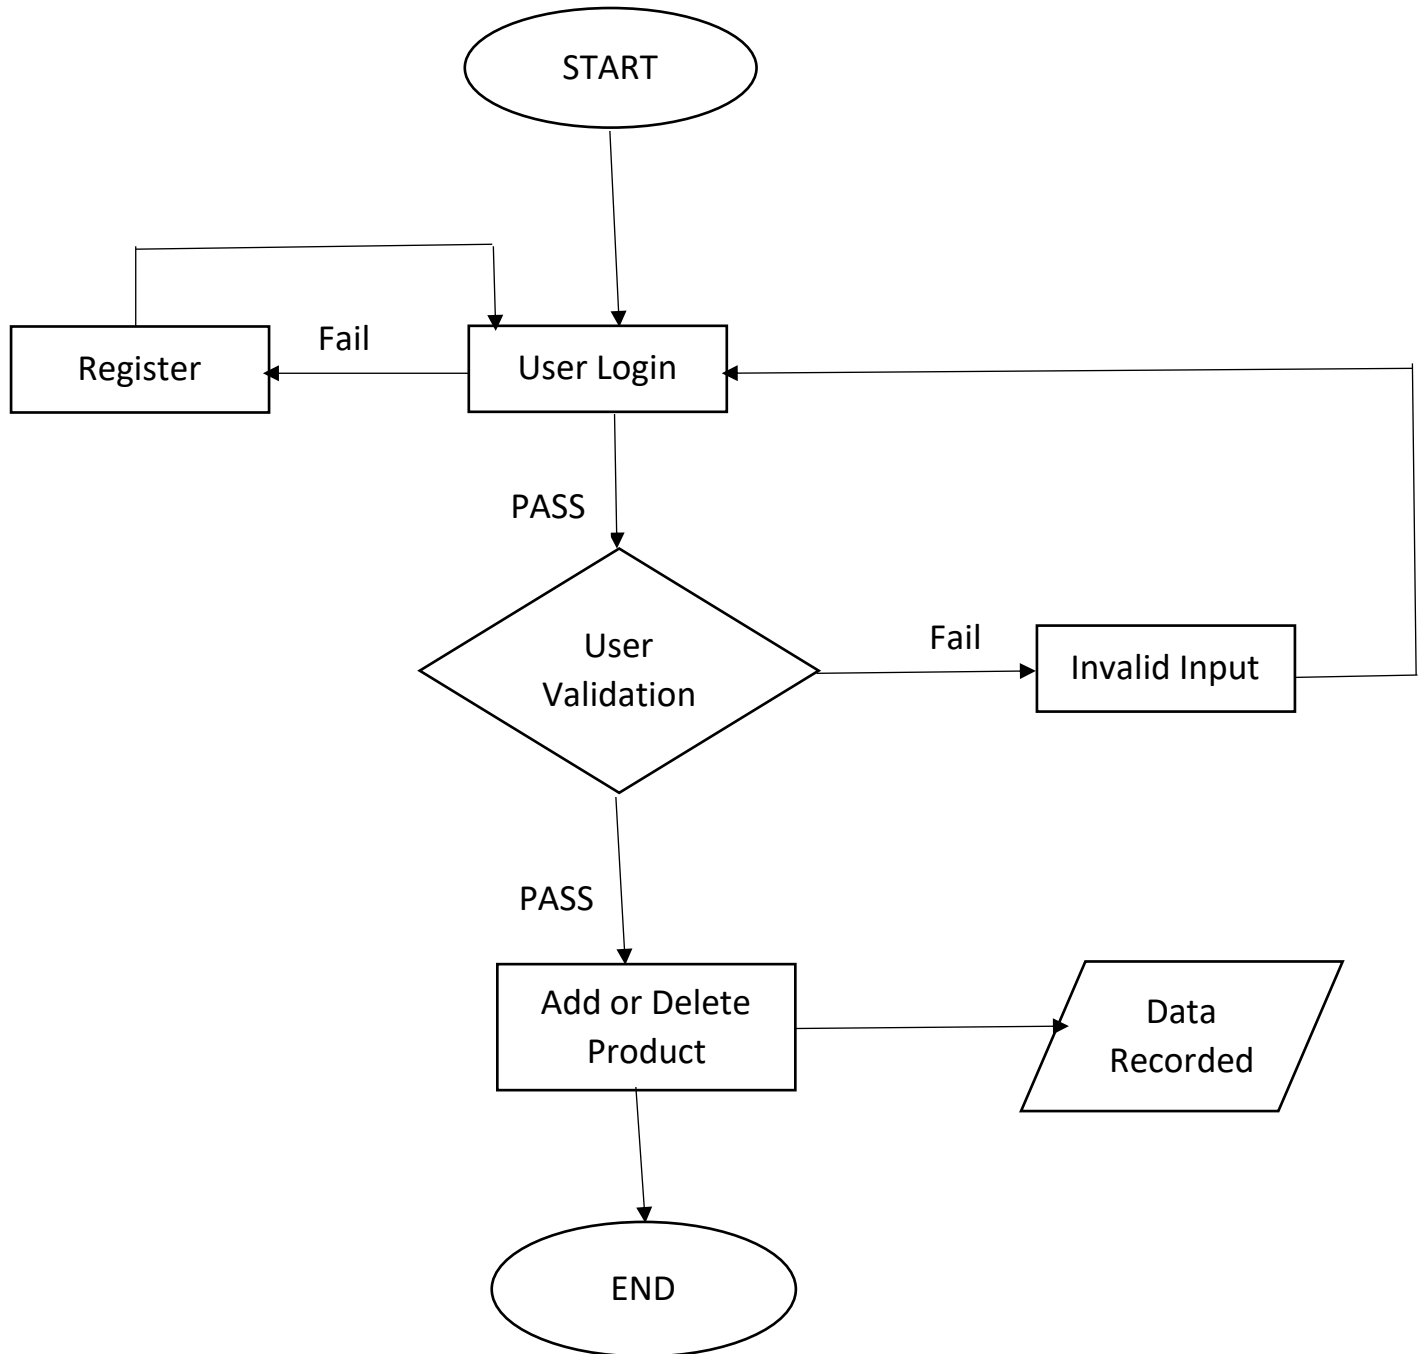 START
Fail
Register
User Login
PASS
User
Validation
Fail
Invalid Input
PASS
Add or Delete
Product
Data
Recorded
END